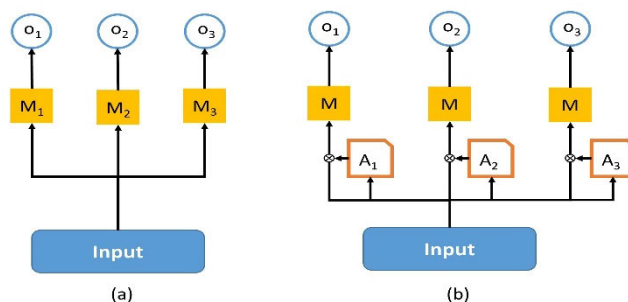 o₁ o₂ o₃
M₁ M₂ M₃
Input
(a)
o₁ o₂ o₃
M M M
A₁ A₂ A₃
Input
(b)